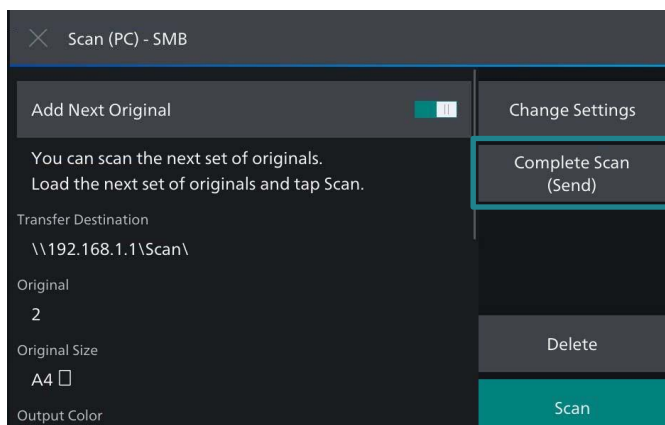 Scan (PC) - SMB
Add Next Original
Change Settings
You can scan the next set of originals.
Load the next set of originals and tap Scan.
Complete Scan
(Send)
Transfer Destination
\\192.168.1.1\Scan\
Original
2
Original Size
A4
Delete
Output Color
Scan